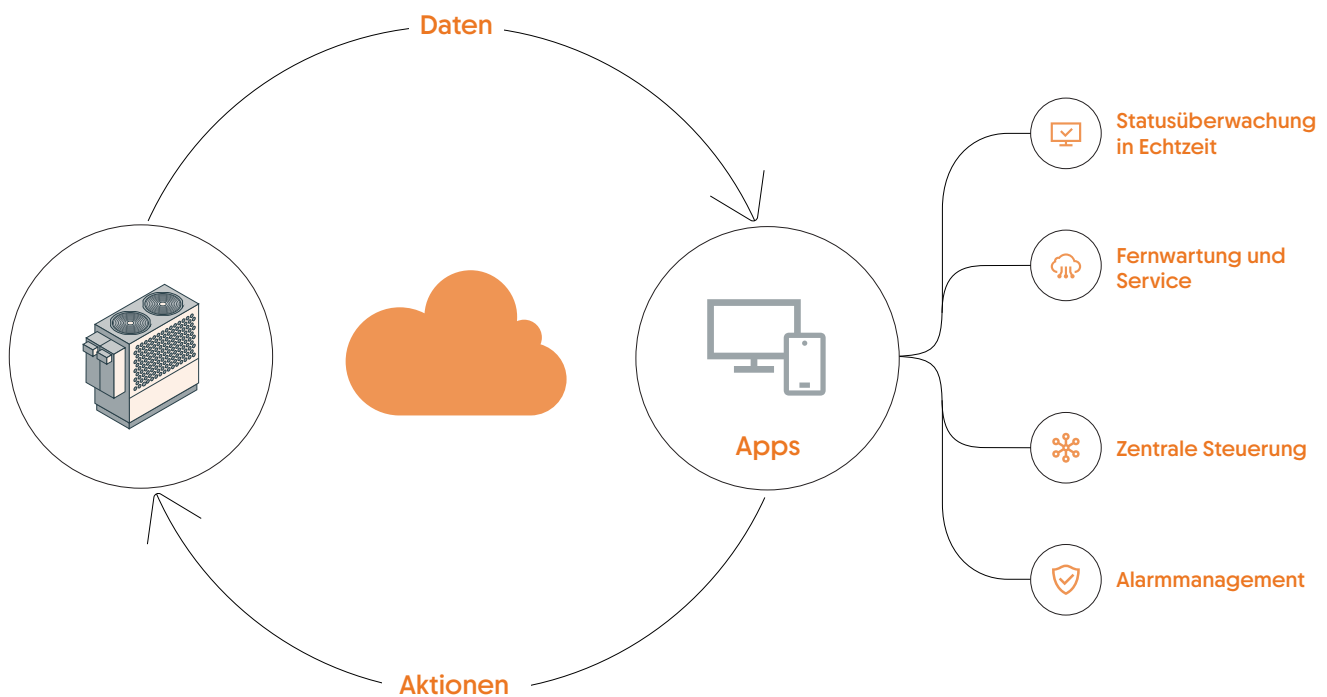 Daten
Statusüberwachung
in Echtzeit
Fernwartung und
Service
Apps
Zentrale Steuerung
Alarmmanagement
Aktionen